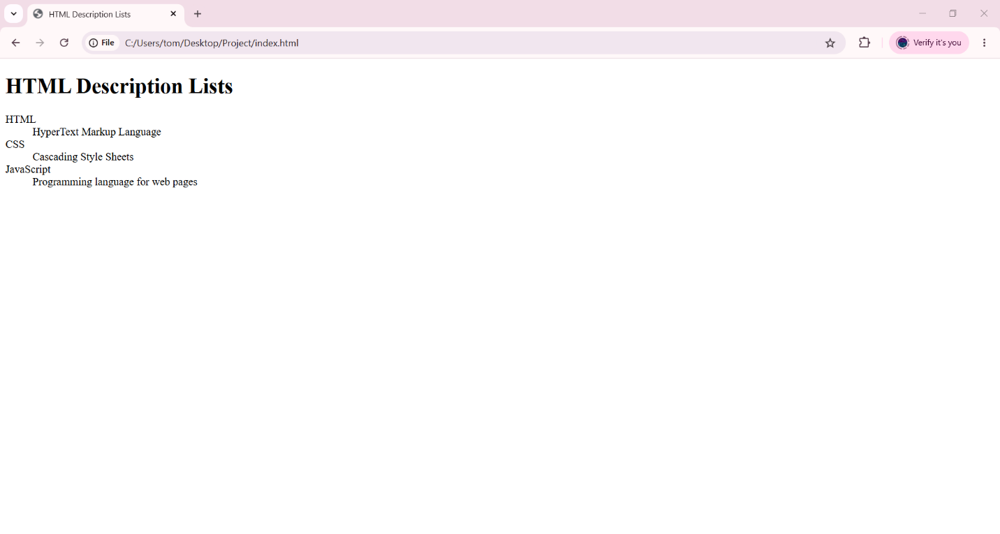 HTML Description Lists
File C:/Users/tom/Desktop/Project/index.html Verify it's you
HTML Description Lists
HTML
HyperText Markup Language
CSS
Cascading Style Sheets
JavaScript
Programming language for web pages